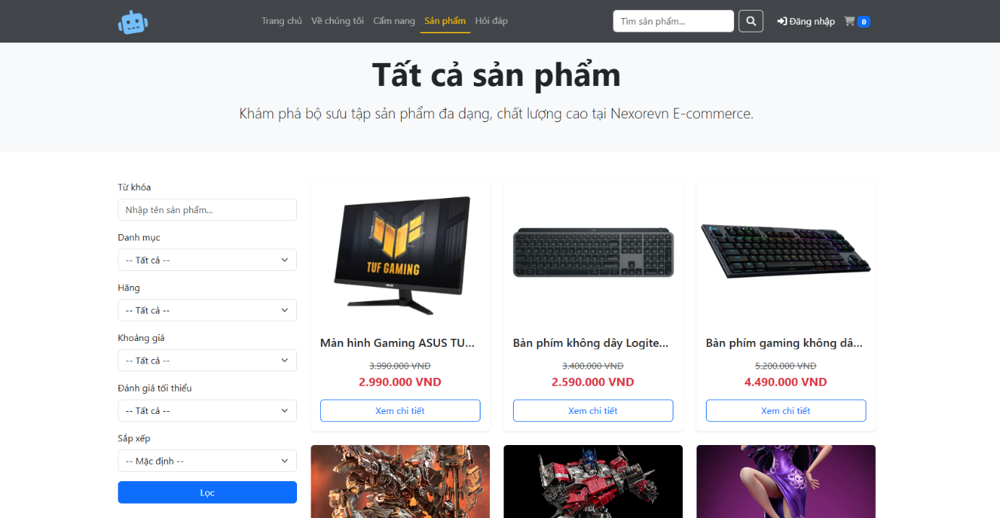 Trang chủ
Về chúng tôi
Cẩm nang
Sản phẩm
Hỏi đáp
Tìm sản phẩm...
Đăng nhập
0
Tất cả sản phẩm
Khám phá bộ sưu tập sản phẩm đa dạng, chất lượng cao tại Nexorevn E-commerce.
Từ khóa
Nhập tên sản phẩm...
Danh mục
-- Tất cả --
Hãng
-- Tất cả --
Khoảng giá
-- Tất cả --
Đánh giá tối thiểu
-- Tất cả --
Sắp xếp
-- Mặc định --
Lọc
TUF GAMING
Màn hình Gaming ASUS TU...
3.990.000 VND
2.990.000 VND
Xem chi tiết
Bàn phím không dây Logite...
3.400.000 VND
2.590.000 VND
Xem chi tiết
Bàn phím gaming không dâ...
5.200.000 VND
4.490.000 VND
Xem chi tiết